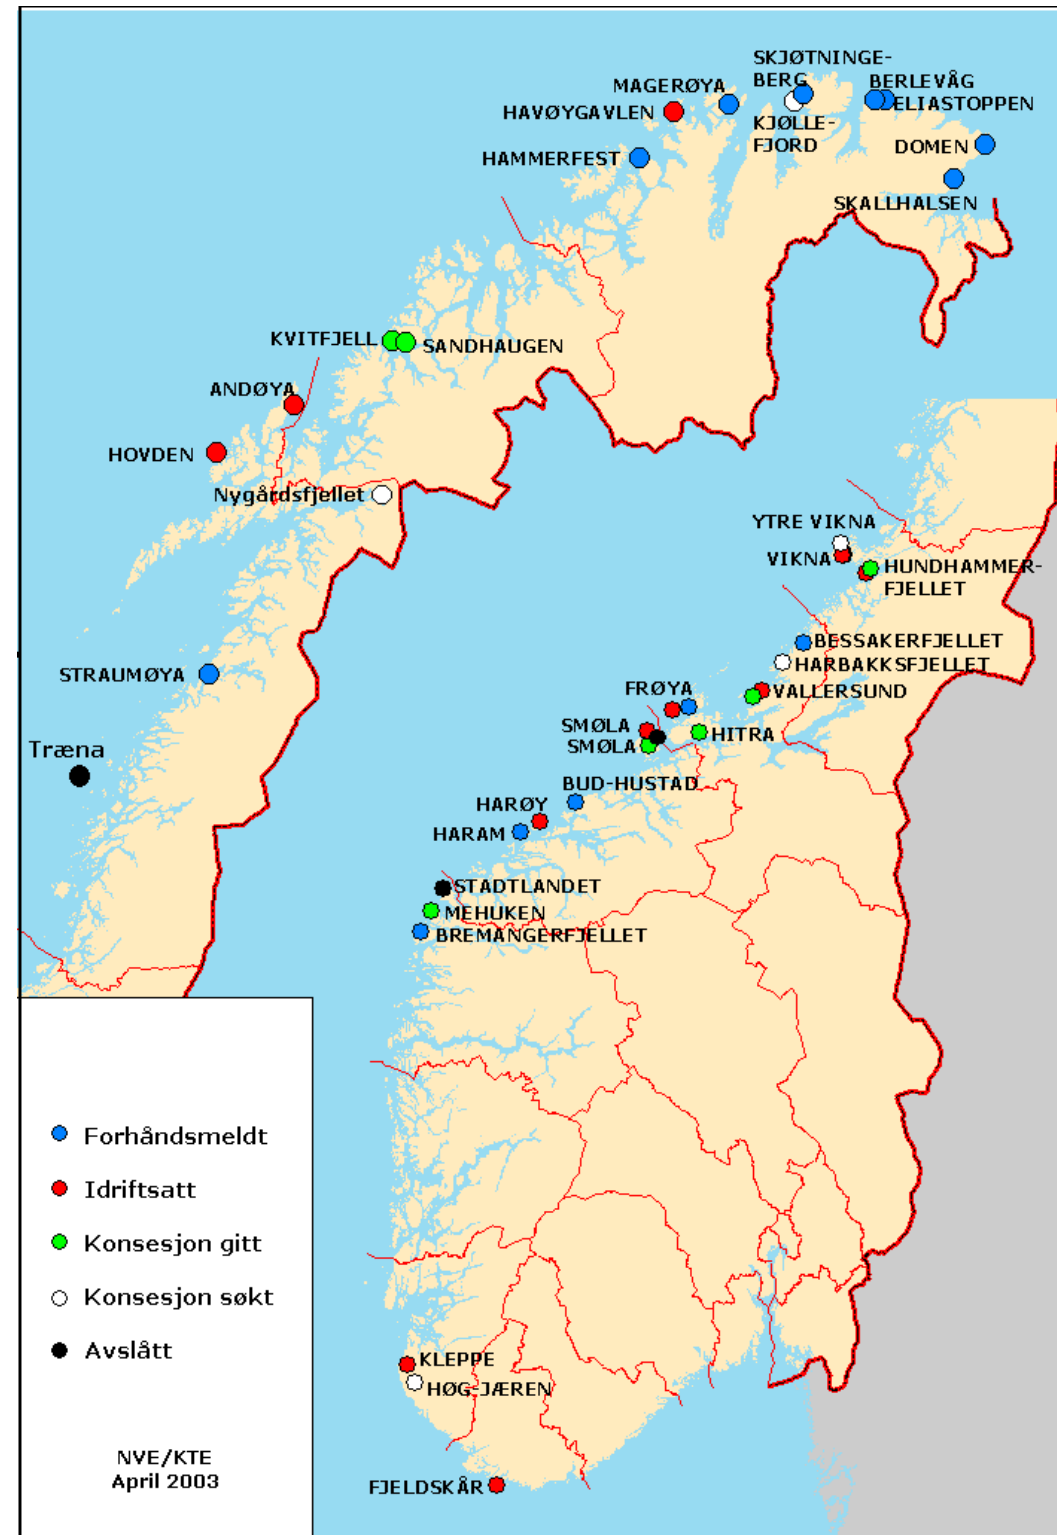 SKJØTNINGE-
BERG
MAGERØYA
BERLEVÅG
ELIASTOPPEN
HAVØYGAVLEN
KJØLLE-
FJORD
DOMEN
HAMMERFEST
SKALLHALSEN
KVITFJELL
SANDHAUGEN
ANDØYA
HOVDEN
Nygårdsfjellet
YTRE VIKNA
VIKNA
HUNDHAMMER-
FJELLET
BESSAKERFJELLET
HARBAKKSFJELLET
STRAUMØYA
FRØYA
VALLERSUND
SMØLA
SMØLA
HITRA
Træna
BUD-HUSTAD
HARØY
HARAM
STADTLANDET
MEHUKEN
BREMANGERFJELLET
Forhåndsmeldt
Idriftsatt
Konsesjon gitt
Konsesjon søkt
Avslått
KLEPPE
HØG-JÆREN
NVE/KTE
April 2003
FJELDSKÅR